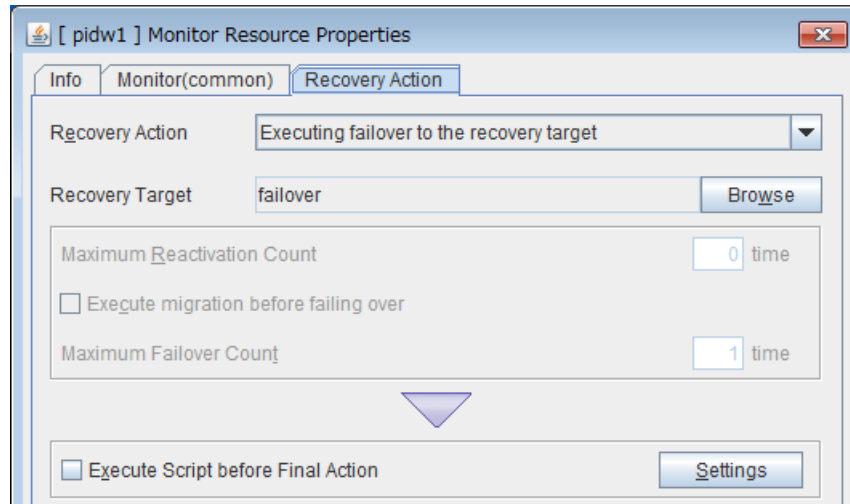 [ pidw1 ] Monitor Resource Properties
Info Monitor(common) Recovery Action
Recovery Action Executing failover to the recovery target
Recovery Target failover Browse
Maximum Reactivation Count 0 time
Execute migration before failing over
Maximum Failover Count 1 time
Execute Script before Final Action Settings